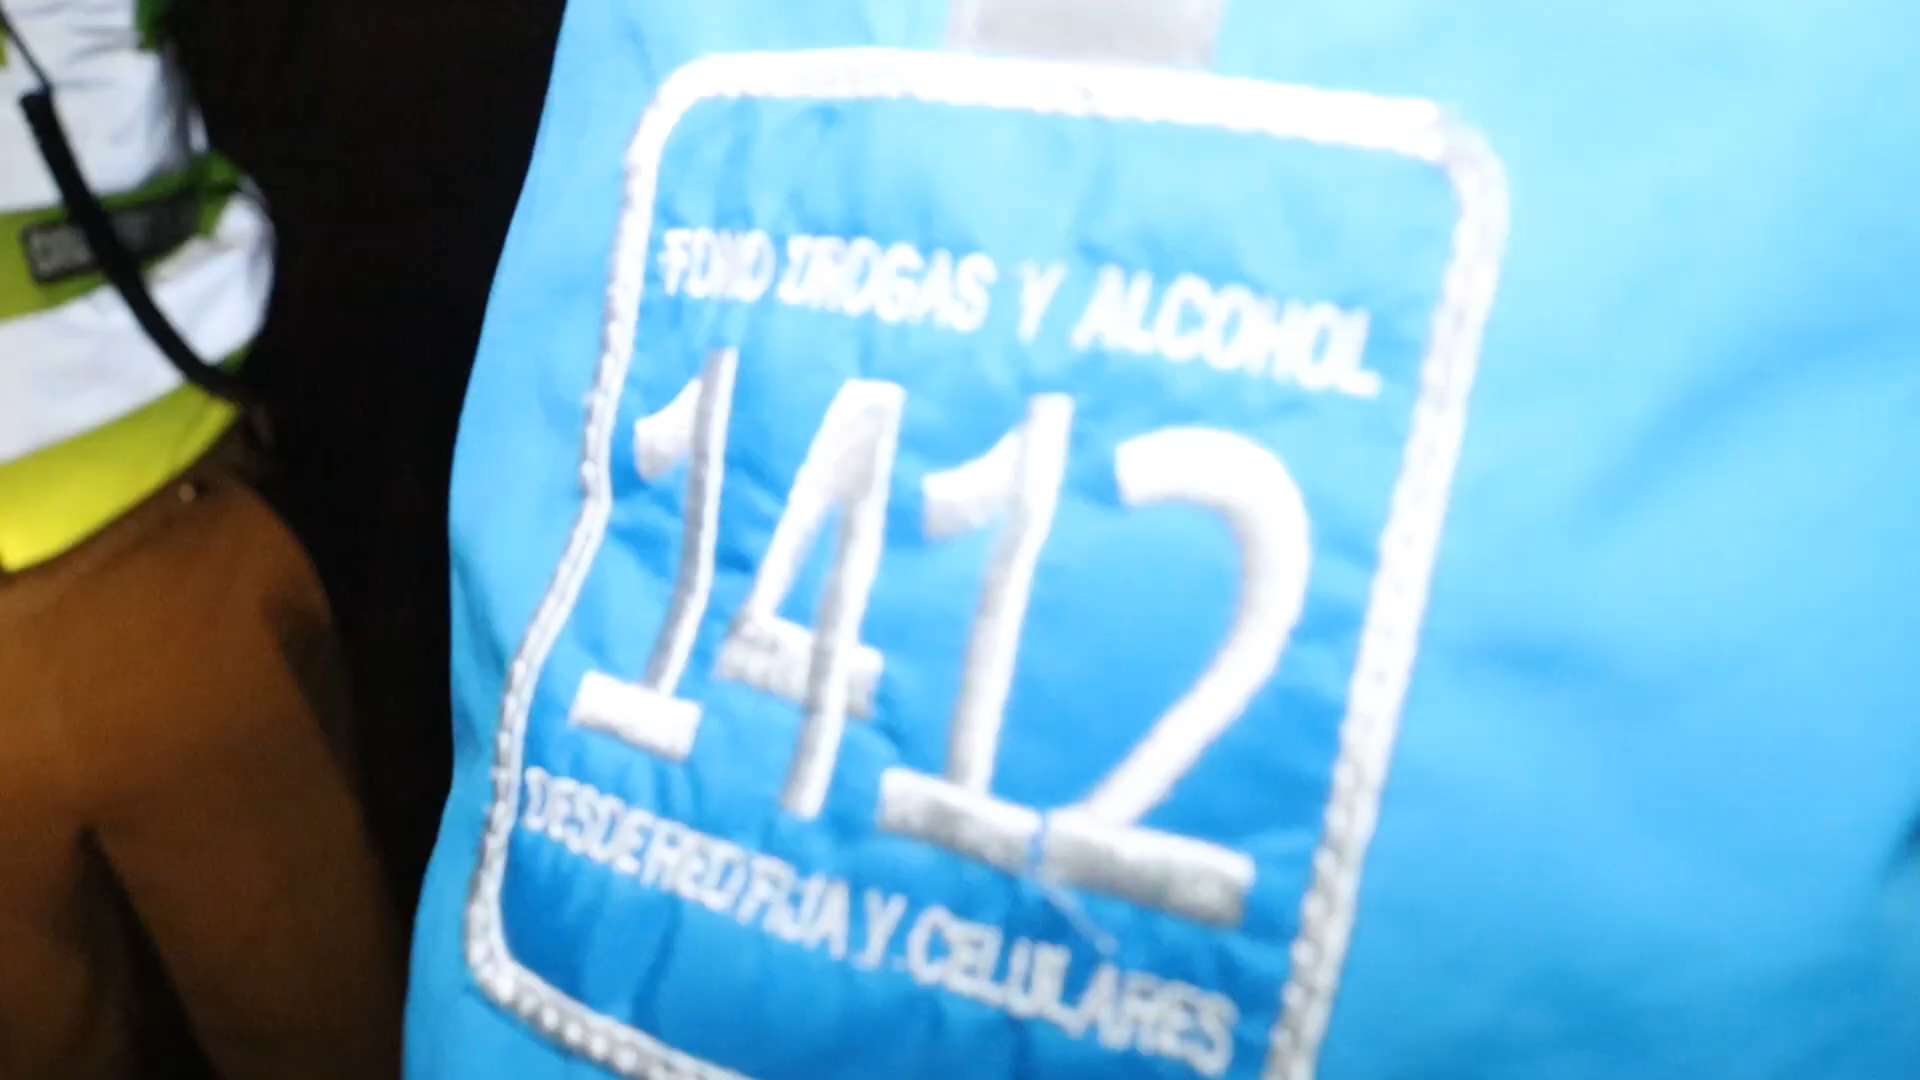 FONO DROGAS Y ALCOHOL
1412
DESDE RED FIJA Y CELULARES